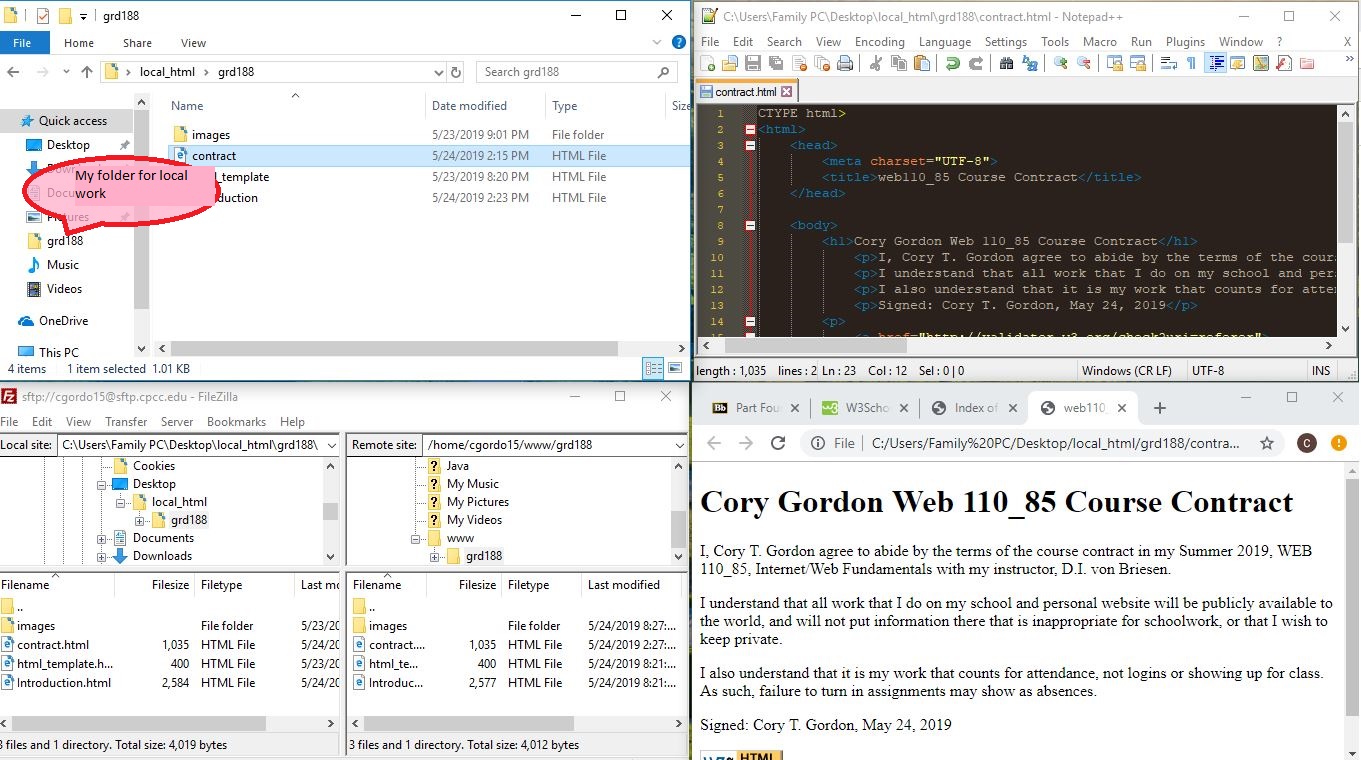 grd188
File Home Share View
local_html grd188
Search grd188
Name Date modified Type Size
Quick access
Desktop
My folder for local
work
Pictures
grd188
Music
Videos
OneDrive
This PC
images 5/23/2019 9:01 PM File folder
contract 5/24/2019 2:15 PM HTML File
_template 5/23/2019 8:20 PM HTML File
duction 5/24/2019 2:23 PM HTML File
4 items 1 item selected 1.01 KB
C:\Users\Family PC\Desktop\local_html\grd188\contract.html - Notepad++
File Edit Search View Encoding Language Settings Tools Macro Run Plugins Window ? X
contract.html
1 CTYPE html>
2 <html>
3 <head>
4 <meta charset="UTF-8">
5 <title>web110_85 Course Contract</title>
6 </head>
7
8 <body>
9 <h1>Cory Gordon Web 110_85 Course Contract</h1>
10 <p>I, Cory T. Gordon agree to abide by the terms of the cour
11 <p>I understand that all work that I do on my school and per
12 <p>I also understand that it is my work that counts for atte
13 <p>Signed: Cory T. Gordon, May 24, 2019</p>
14 <p>
length : 1,035 lines : 2 Ln : 23 Col : 12 Sel : 0 | 0 Windows (CR LF) UTF-8 INS
sftp://cgordo15@sftp.cpcc.edu - FileZilla
File Edit View Transfer Server Bookmarks Help
Local site: C:\Users\Family PC\Desktop\local_html\grd188\
Cookies
Desktop
local_html
grd188
Documents
Downloads
Filename Filesize Filetype Last m
..
images File folder 5/23/20
contract.html 1,035 HTML File 5/24/20
html_template.h... 400 HTML File 5/23/20
Introduction.html 2,584 HTML File 5/24/20
3 files and 1 directory. Total size: 4,019 bytes
Remote site: /home/cgordo15/www/grd188
Java
My Music
My Pictures
My Videos
www
grd188
Filename Filesize Filetype Last modified
..
images File folder 5/24/2019 8:27:...
contract.... 1,035 HTML File 5/24/2019 2:27:...
html_te... 400 HTML File 5/24/2019 8:21:...
Introduc... 2,577 HTML File 5/24/2019 8:21:...
3 files and 1 directory. Total size: 4,012 bytes
Bb Part Fou W3Scho Index of web110_
File C:/Users/Family%20PC/Desktop/local_html/grd188/contra... C
Cory Gordon Web 110_85 Course Contract
I, Cory T. Gordon agree to abide by the terms of the course contract in my Summer 2019, WEB
110_85, Internet/Web Fundamentals with my instructor, D.I. von Briesen.
I understand that all work that I do on my school and personal website will be publicly available to
the world, and will not put information there that is inappropriate for schoolwork, or that I wish to
keep private.
I also understand that it is my work that counts for attendance, not logins or showing up for class.
As such, failure to turn in assignments may show as absences.
Signed: Cory T. Gordon, May 24, 2019
HTML